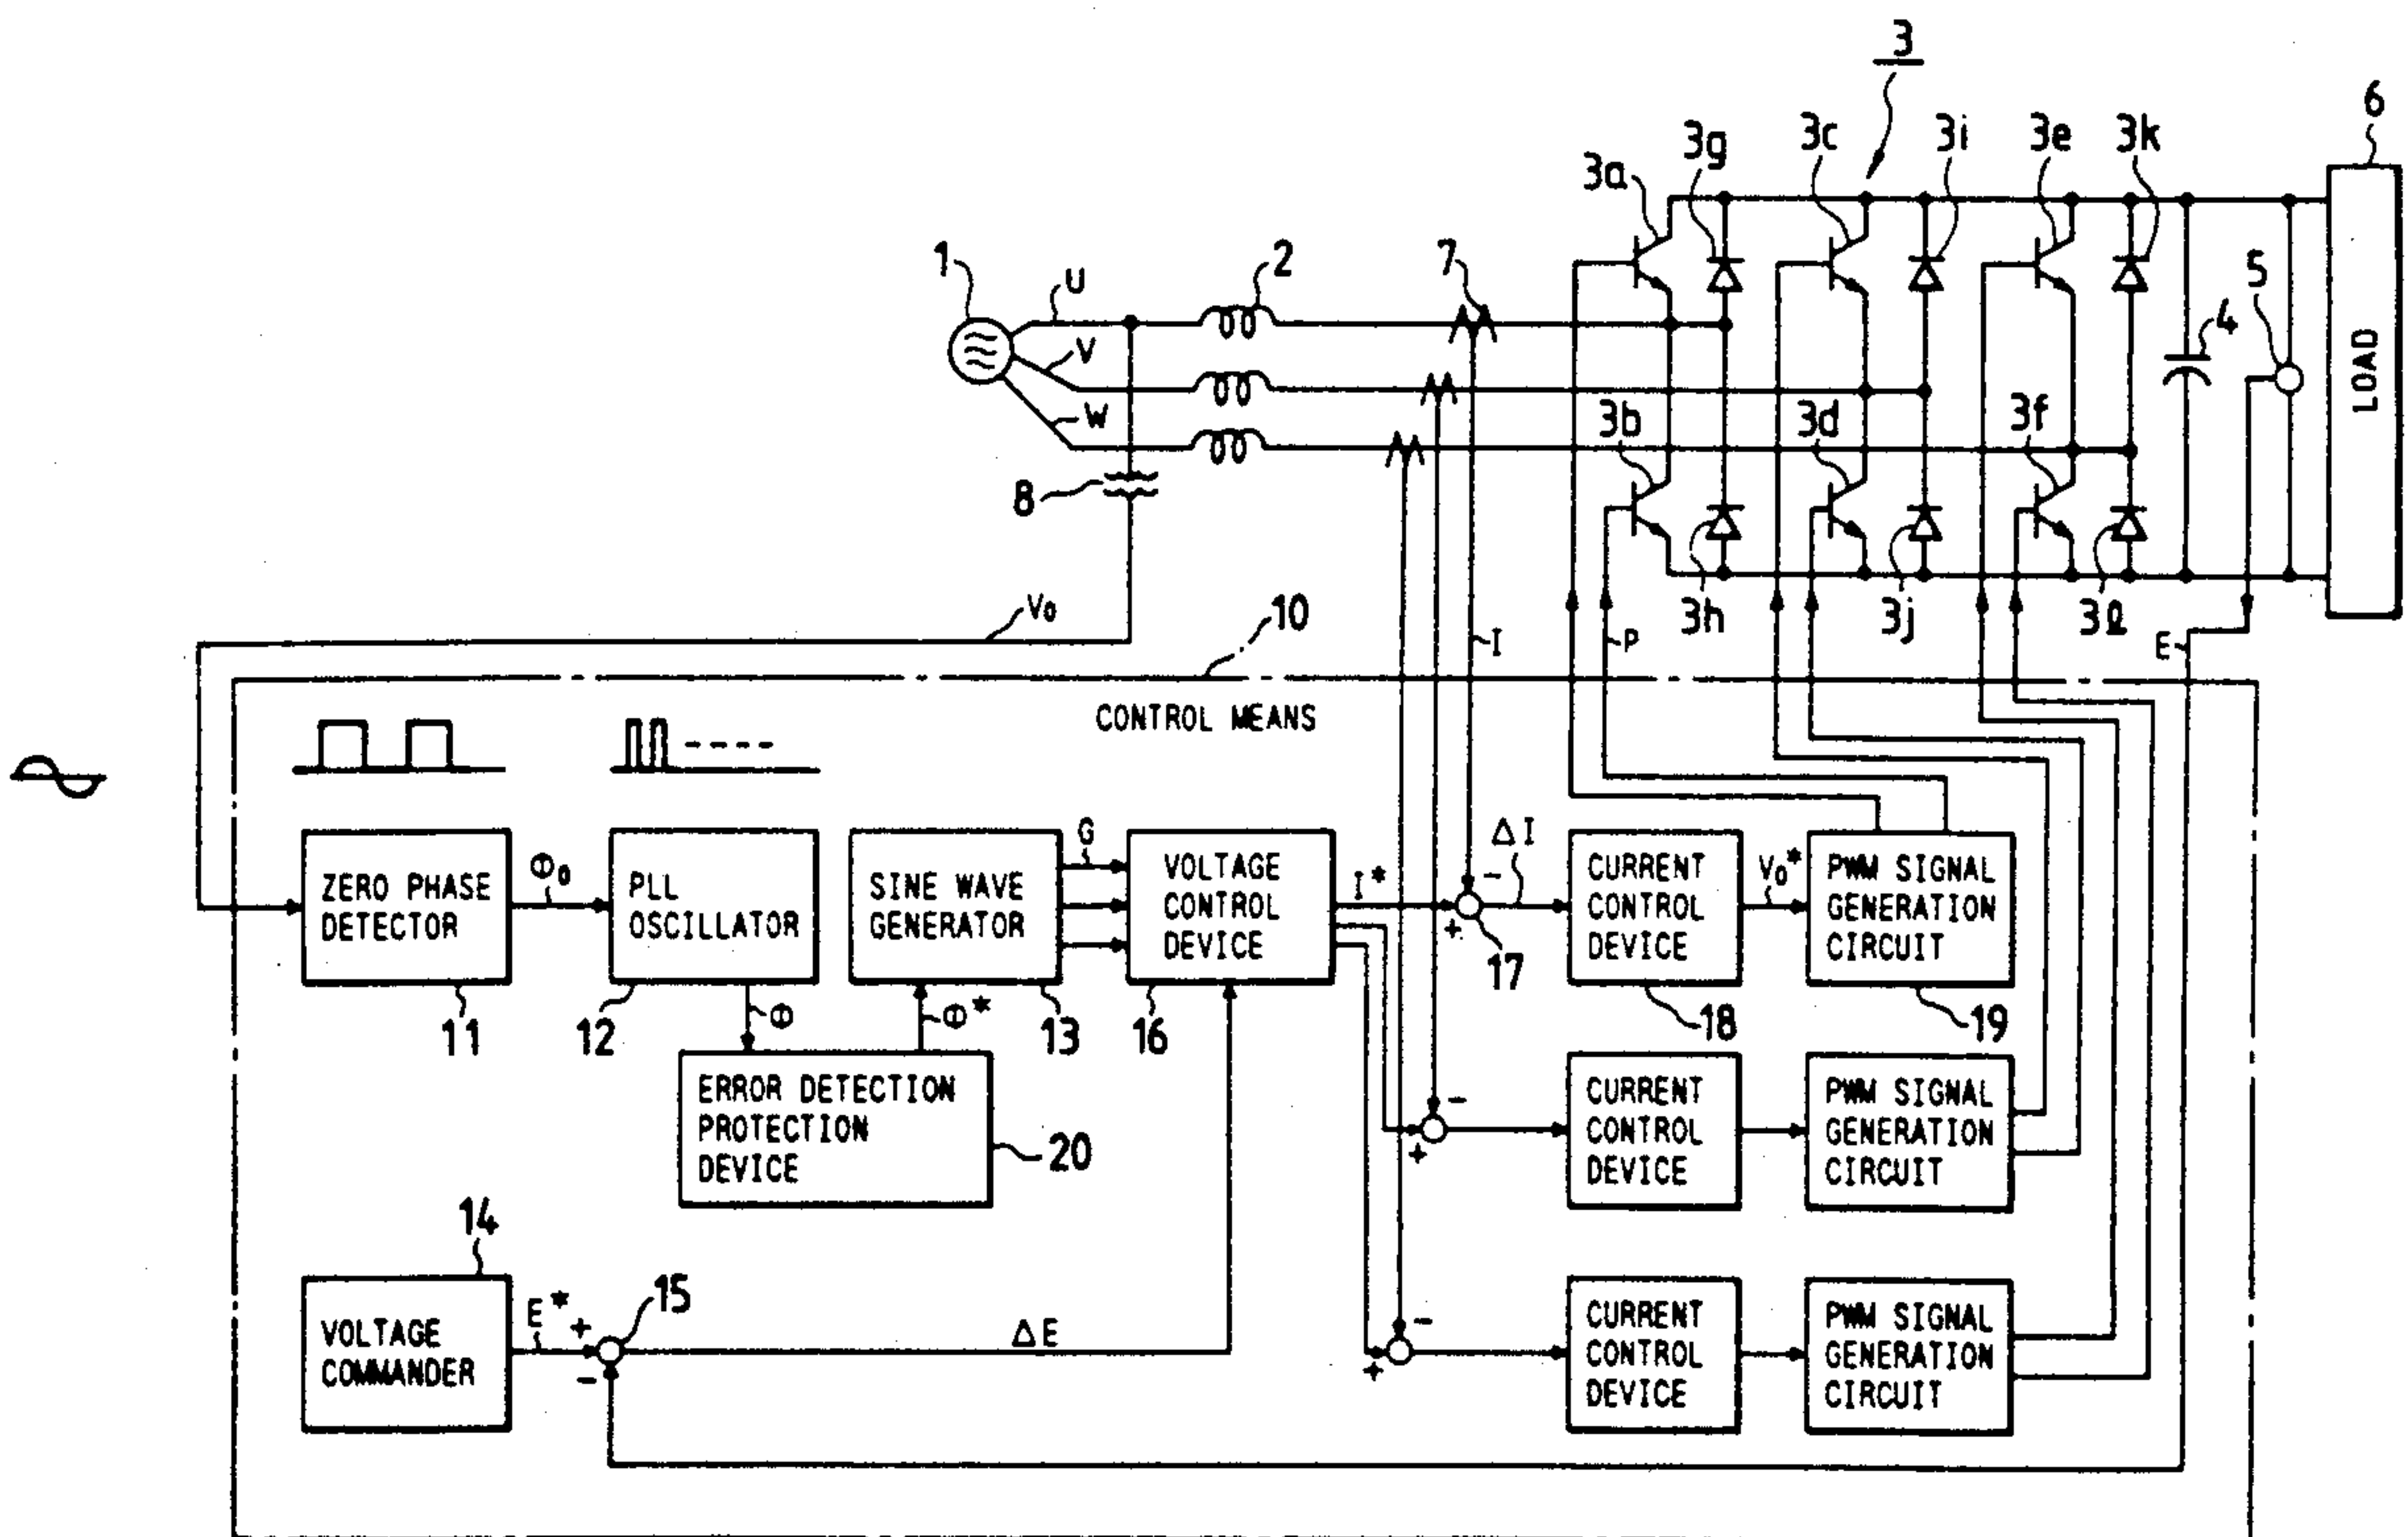 3
6
3a
3g
3c
3i
3e
3k
1
U
2
7
5
V
4
LOAD
W
3b
3d
3f
8
3h
3j
3ℓ
V₀
10
I
P
E
CONTROL MEANS
ZERO PHASE
DETECTOR
Φ₀
PLL
OSCILLATOR
SINE WAVE
GENERATOR
G
VOLTAGE
CONTROL
DEVICE
I*
-
+
ΔI
17
CURRENT
CONTROL
DEVICE
V₀*
PWM SIGNAL
GENERATION
CIRCUIT
11
12
Φ
Φ*
13
16
18
19
ERROR DETECTION
PROTECTION
DEVICE
20
-
+
CURRENT
CONTROL
DEVICE
PWM SIGNAL
GENERATION
CIRCUIT
14
VOLTAGE
COMMANDER
E*
+
-
15
ΔE
-
+
CURRENT
CONTROL
DEVICE
PWM SIGNAL
GENERATION
CIRCUIT